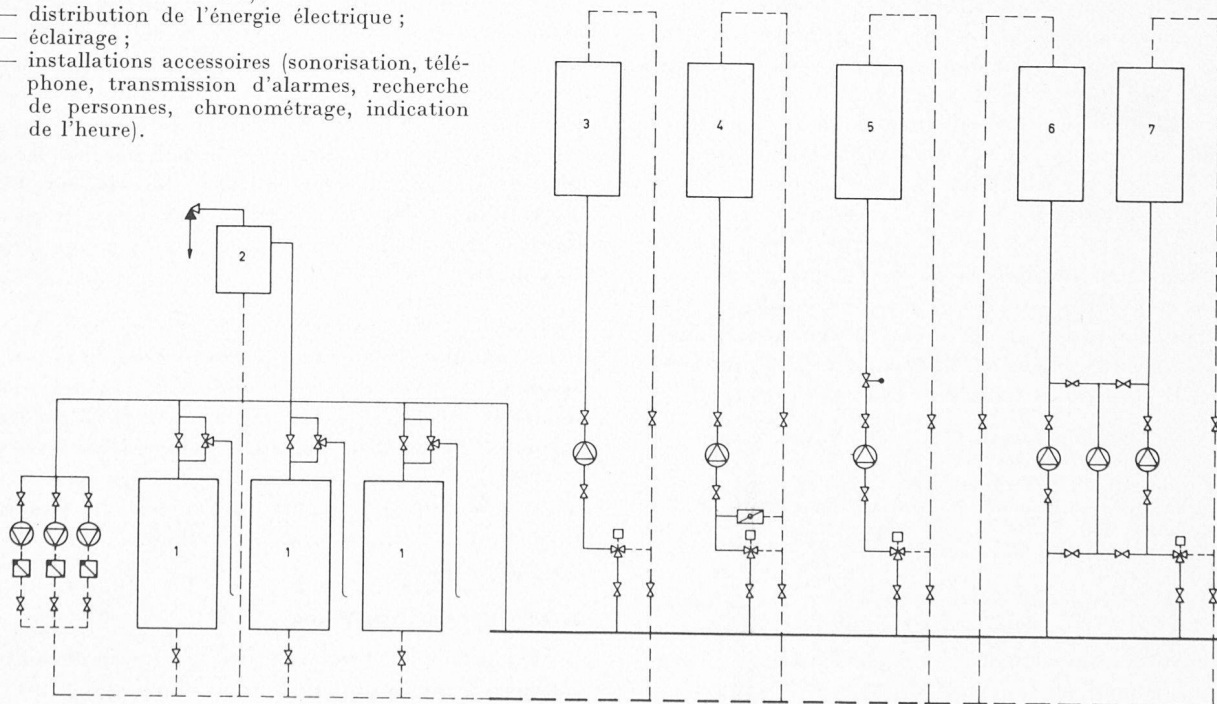 — distribution de l'énergie électrique ;
— éclairage ;
— installations accessoires (sonorisation, télé-
phone, transmission d'alarmes, recherche
de personnes, chronométrage, indication
de l'heure).
3
4
5
6
7
2
1
1
1